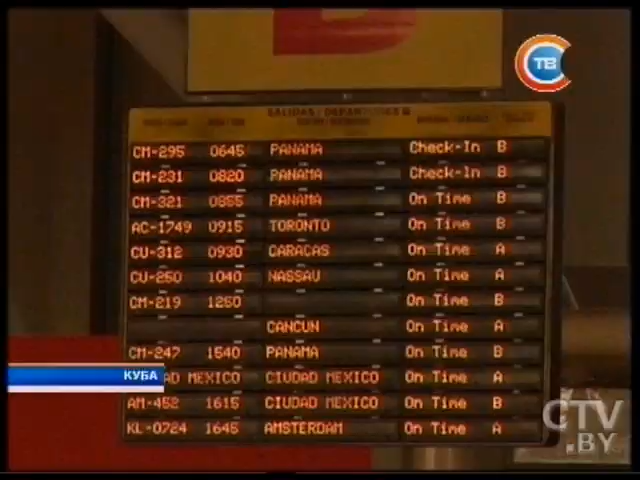 B
СТВ
SALIDAS / DEPARTURES
CM-295 0645 PANAMA Check-In B
CM-231 0820 PANAMA Check-In B
CM-321 0855 PANAMA On Time B
AC-1749 0915 TORONTO On Time B
CU-312 0930 CARACAS On Time A
CU-250 1040 NASSAU On Time A
CM-219 1250 On Time B
CANCUN On Time A
CM-247 1540 PANAMA On Time B
КУБА
AD MEXICO CIUDAD MEXICO On Time A
AM-452 1615 CIUDAD MEXICO On Time B
KL-0724 1645 AMSTERDAM On Time A
CTV
.BY